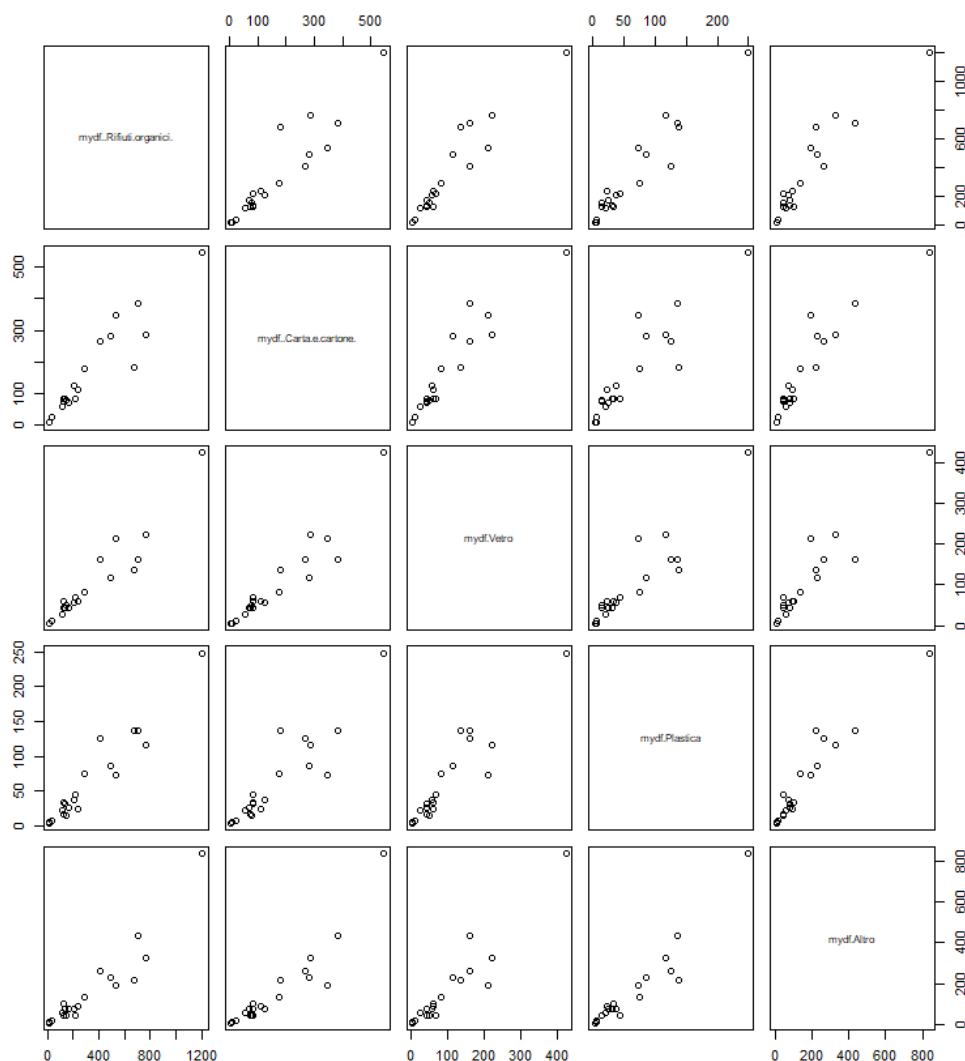 0 100 300 500
0 50 100 200
mydf..Rifiuti.organici.
0 200 600 1000
0 100 300 500
mydf..Carta.e.cartone.
mydf.Vetro
0 100 200 300 400
0 50 100 150 200 250
mydf.Plastica
mydf.Altro
0 200 400 600 800
0 400 800 1200
0 100 200 300 400
0 200 400 600 800